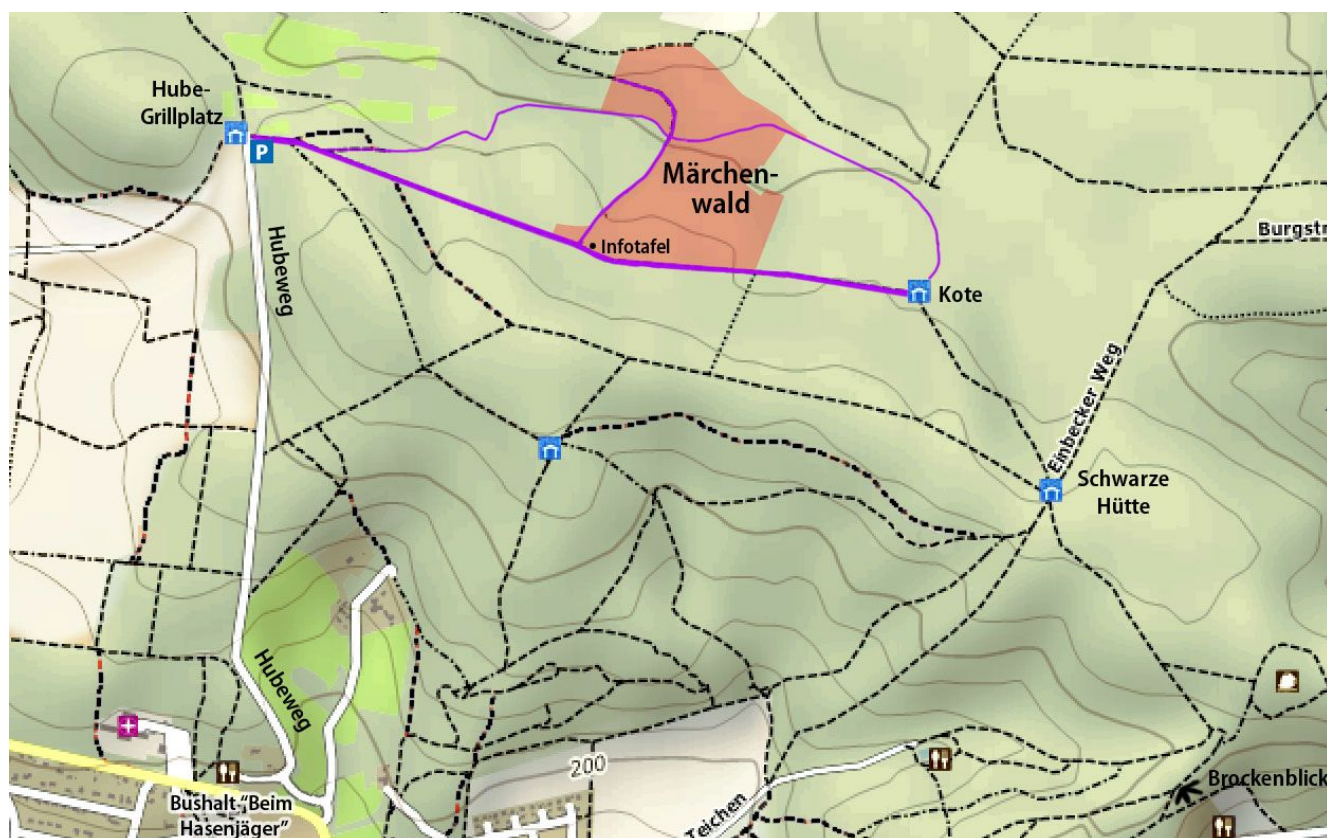 Hube-
Grillplatz
P
Märchen-
wald
Infotafel
Hubeweg
Burgstr
Kote
Einbecker Weg
Schwarze
Hütte
Hubeweg
200
Brockenblick
Bushalt "Beim
Hasenjäger"
Teichen